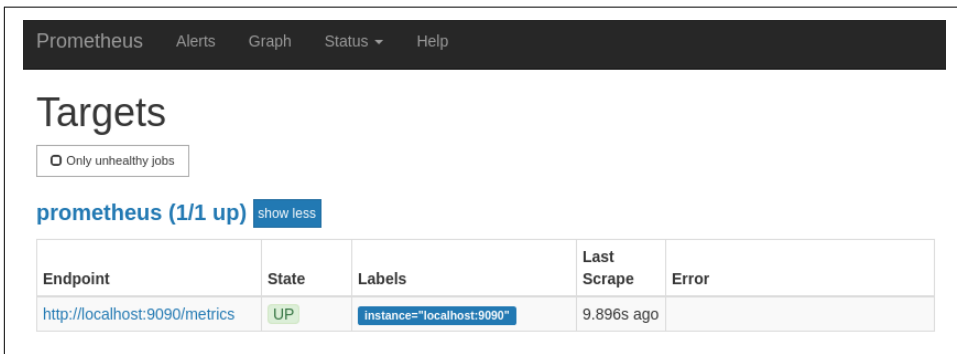 Prometheus Alerts Graph Status Help
Targets
Only unhealthy jobs
prometheus (1/1 up) show less
Endpoint State Labels Last Scrape Error
http://localhost:9090/metrics UP instance="localhost:9090" 9.896s ago